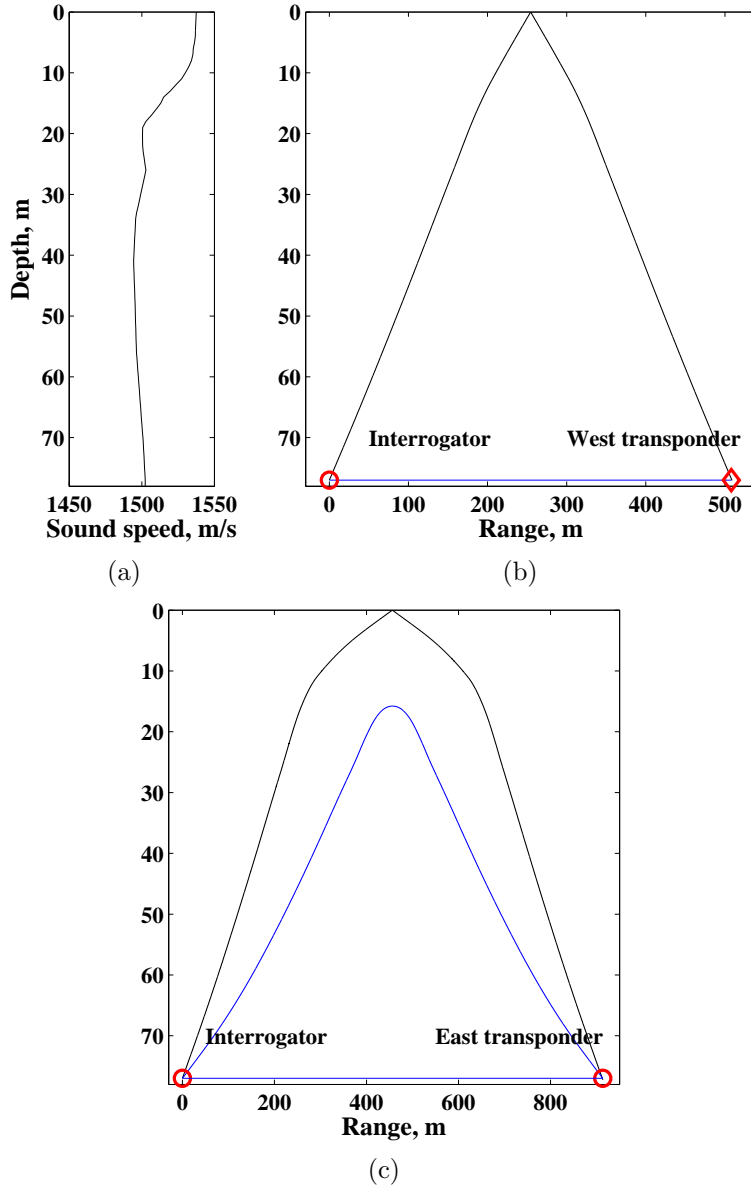 0
10
20
30
40
50
60
70
Depth, m
1450 1500 1550
Sound speed, m/s
(a)
0
10
20
30
40
50
60
70
Interrogator West transponder
0 100 200 300 400 500
Range, m
(b)
0
10
20
30
40
50
60
70
Interrogator East transponder
0 200 400 600 800
Range, m
(c)